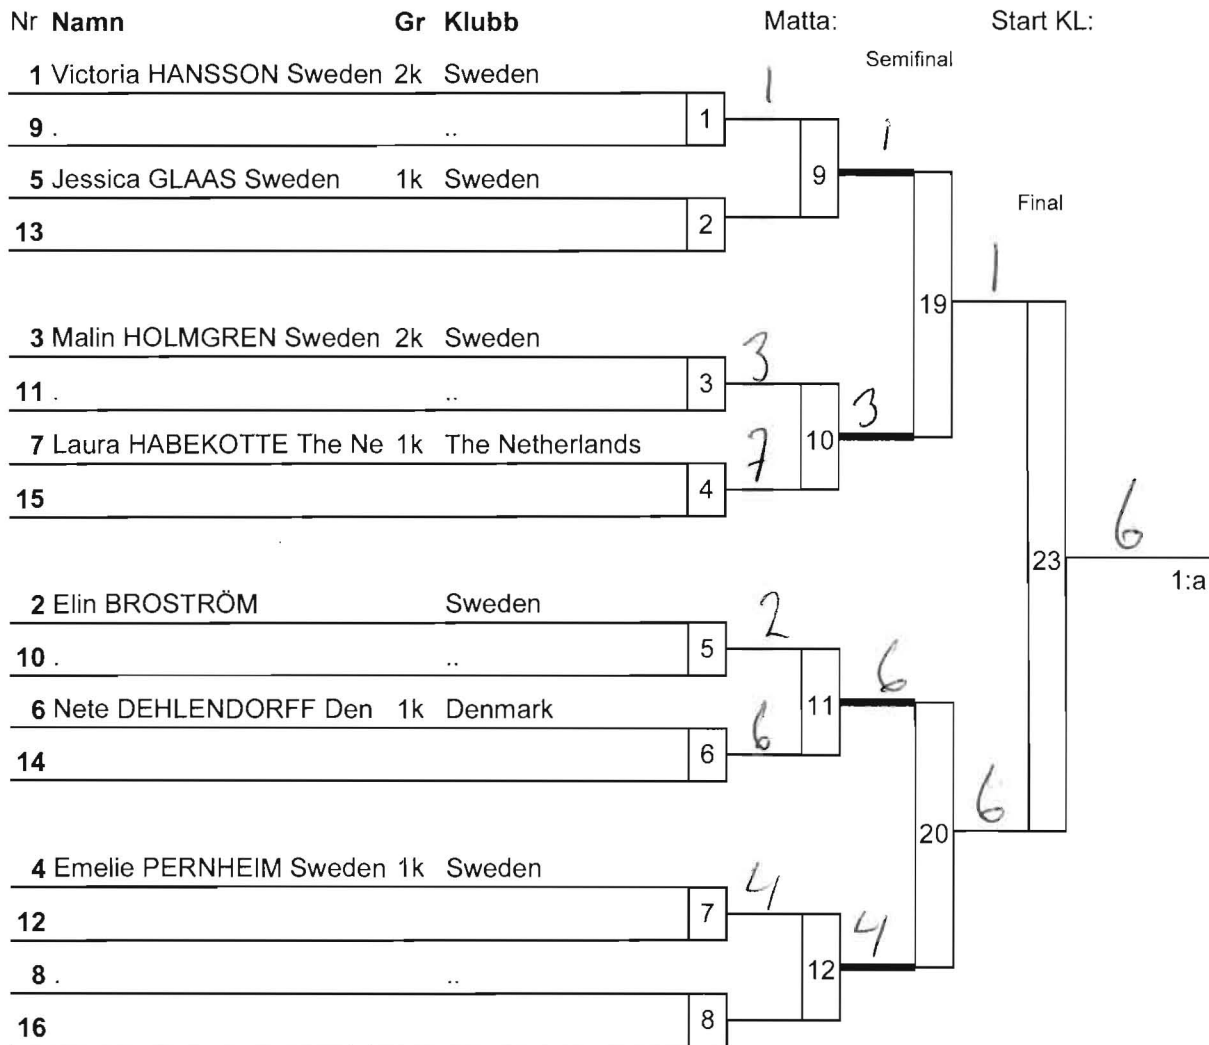 Nr Namn Gr Klubb Matta: Start KL:
Semifinal
1 Victoria HANSSON Sweden 2k Sweden 1
9 . .. 1 1
5 Jessica GLAAS Sweden 1k Sweden 9
13 2 Final
1
19
3 Malin HOLMGREN Sweden 2k Sweden 3
11 . .. 3 3
7 Laura HABEKOTTE The Ne 1k The Netherlands 7 10
15 4
6
23
1:a
2 Elin BROSTRÖM Sweden 2
10 . .. 5 6
6 Nete DEHLENDORFF Den 1k Denmark 6 11
14 6
6
20
4 Emelie PERNHEIM Sweden 1k Sweden 4
12 7 4
8 . .. 12
16 8